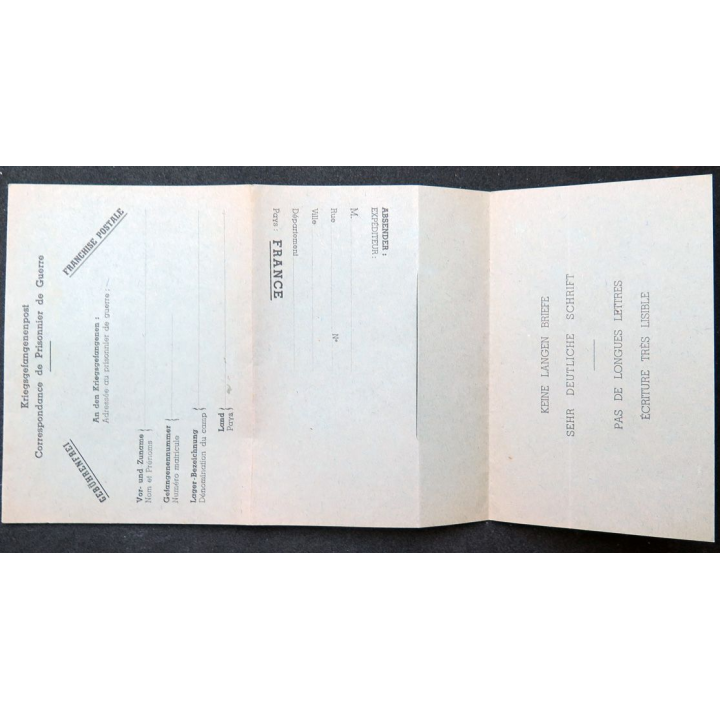 Kriegsgefangenenpost
Correspondance de Prisonnier de Guerre
GEBÜHRENFREI
FRANCHISE POSTALE
An den Kriegsgefangenen :
Adressée au prisonnier de guerre :
Vor- und Zuname
Nom et Prénoms
Gefangenennummer
Numéro matricule
Lager-Bezeichnung
Dénomination du camp
Land
Pays
ABSENDER :
EXPÉDITEUR :
M.
Rue N°
Ville
Département
Pays : FRANCE
KEINE LANGEN BRIEFE
SEHR DEUTLICHE SCHRIFT
PAS DE LONGUES LETTRES
ÉCRITURE TRÈS LISIBLE